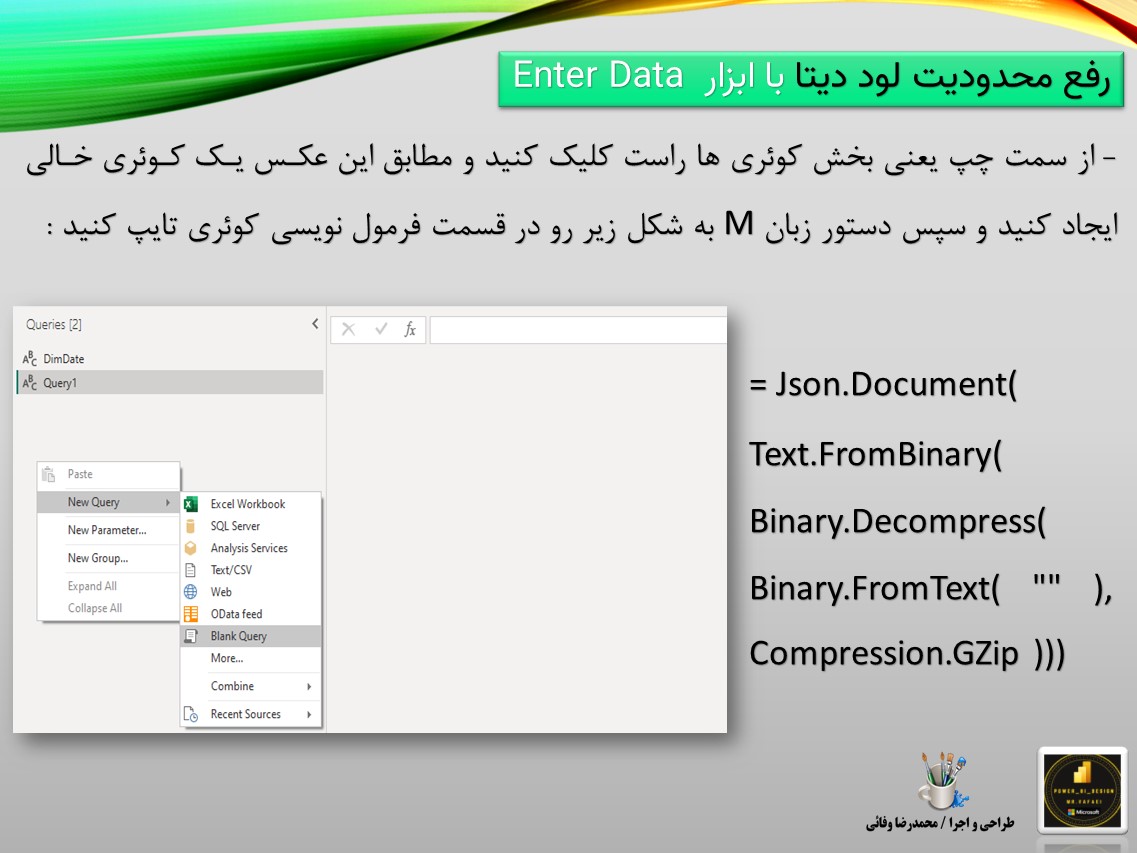 رفع محدودیت لود دیتا با ابزار Enter Data
- از سمت چپ یعنی بخش کوئری ها راست کلیک کنید و مطابق این عکس یک کوئری خالی
ایجاد کنید و سپس دستور زبان M به شکل زیر رو در قسمت فرمول نویسی کوئری تایپ کنید :
Queries [2]
fx
ABC DimDate
ABC Query1
Paste
New Query
New Parameter...
New Group...
Expand All
Collapse All
Excel Workbook
SQL Server
Analysis Services
Text/CSV
Web
OData feed
Blank Query
More...
Combine
Recent Sources
= Json.Document(
Text.FromBinary(
Binary.Decompress(
Binary.FromText( "" ),
Compression.GZip )))
طراحی و اجرا / محمدرضا وفائی
POWER_BI_DESIGN
MR.VAFAEI
Microsoft